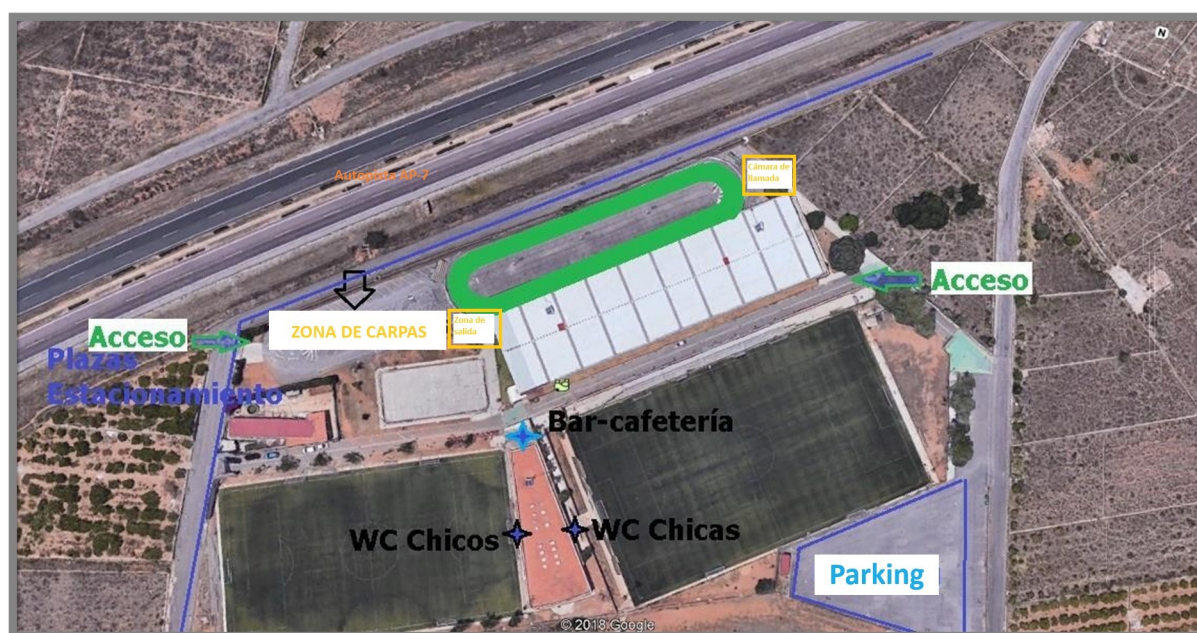 N
Cámara de
llamada
Autopista AP-7
Acceso
Acceso
ZONA DE CARPAS
Zona de
salida
Plazas
Estacionamiento
Bar-cafetería
WC Chicos
WC Chicas
Parking
© 2018 Google